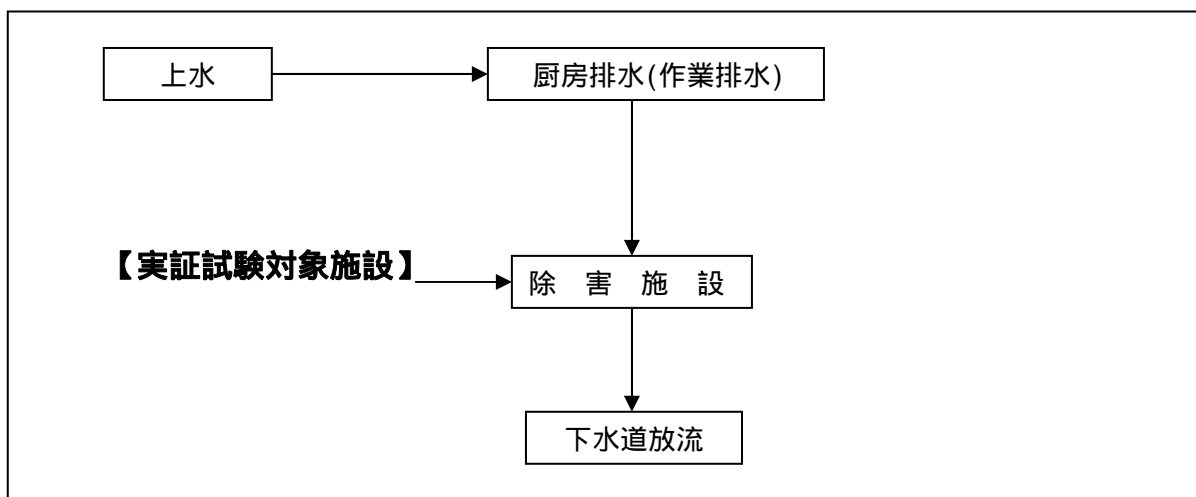 上水
厨房排水(作業排水)
【実証試験対象施設】
除 害 施 設
下水道放流